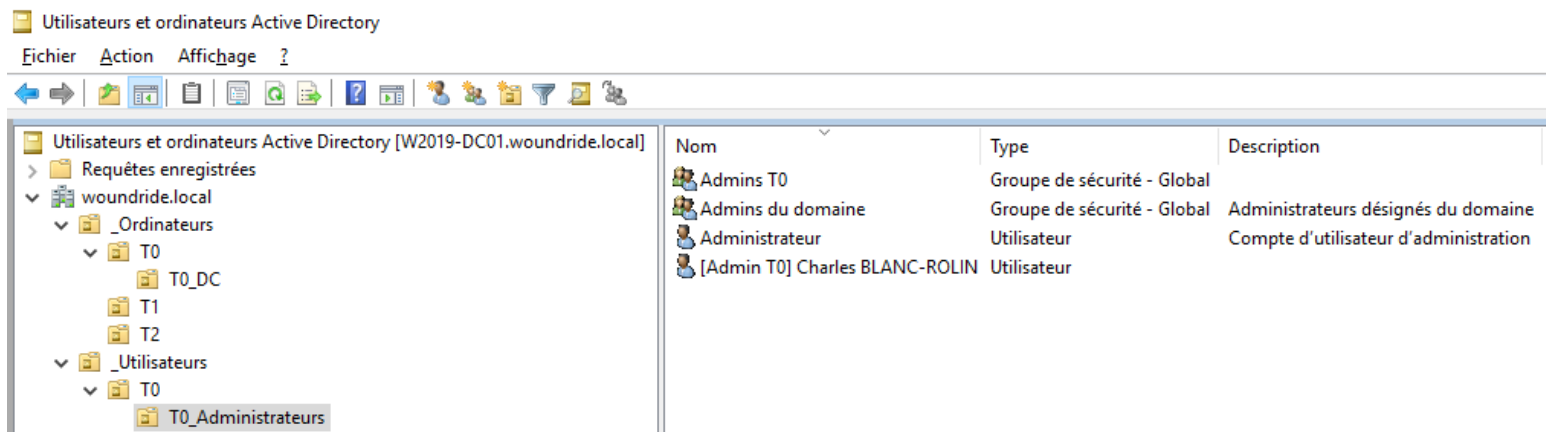 Utilisateurs et ordinateurs Active Directory
Fichier Action Affichage ?
Utilisateurs et ordinateurs Active Directory [W2019-DC01.woundride.local]
Requêtes enregistrées
woundride.local
_Ordinateurs
T0
T0_DC
T1
T2
_Utilisateurs
T0
T0_Administrateurs
Nom Type Description
Admins T0 Groupe de sécurité - Global
Admins du domaine Groupe de sécurité - Global Administrateurs désignés du domaine
Administrateur Utilisateur Compte d'utilisateur d'administration
[Admin T0] Charles BLANC-ROLIN Utilisateur